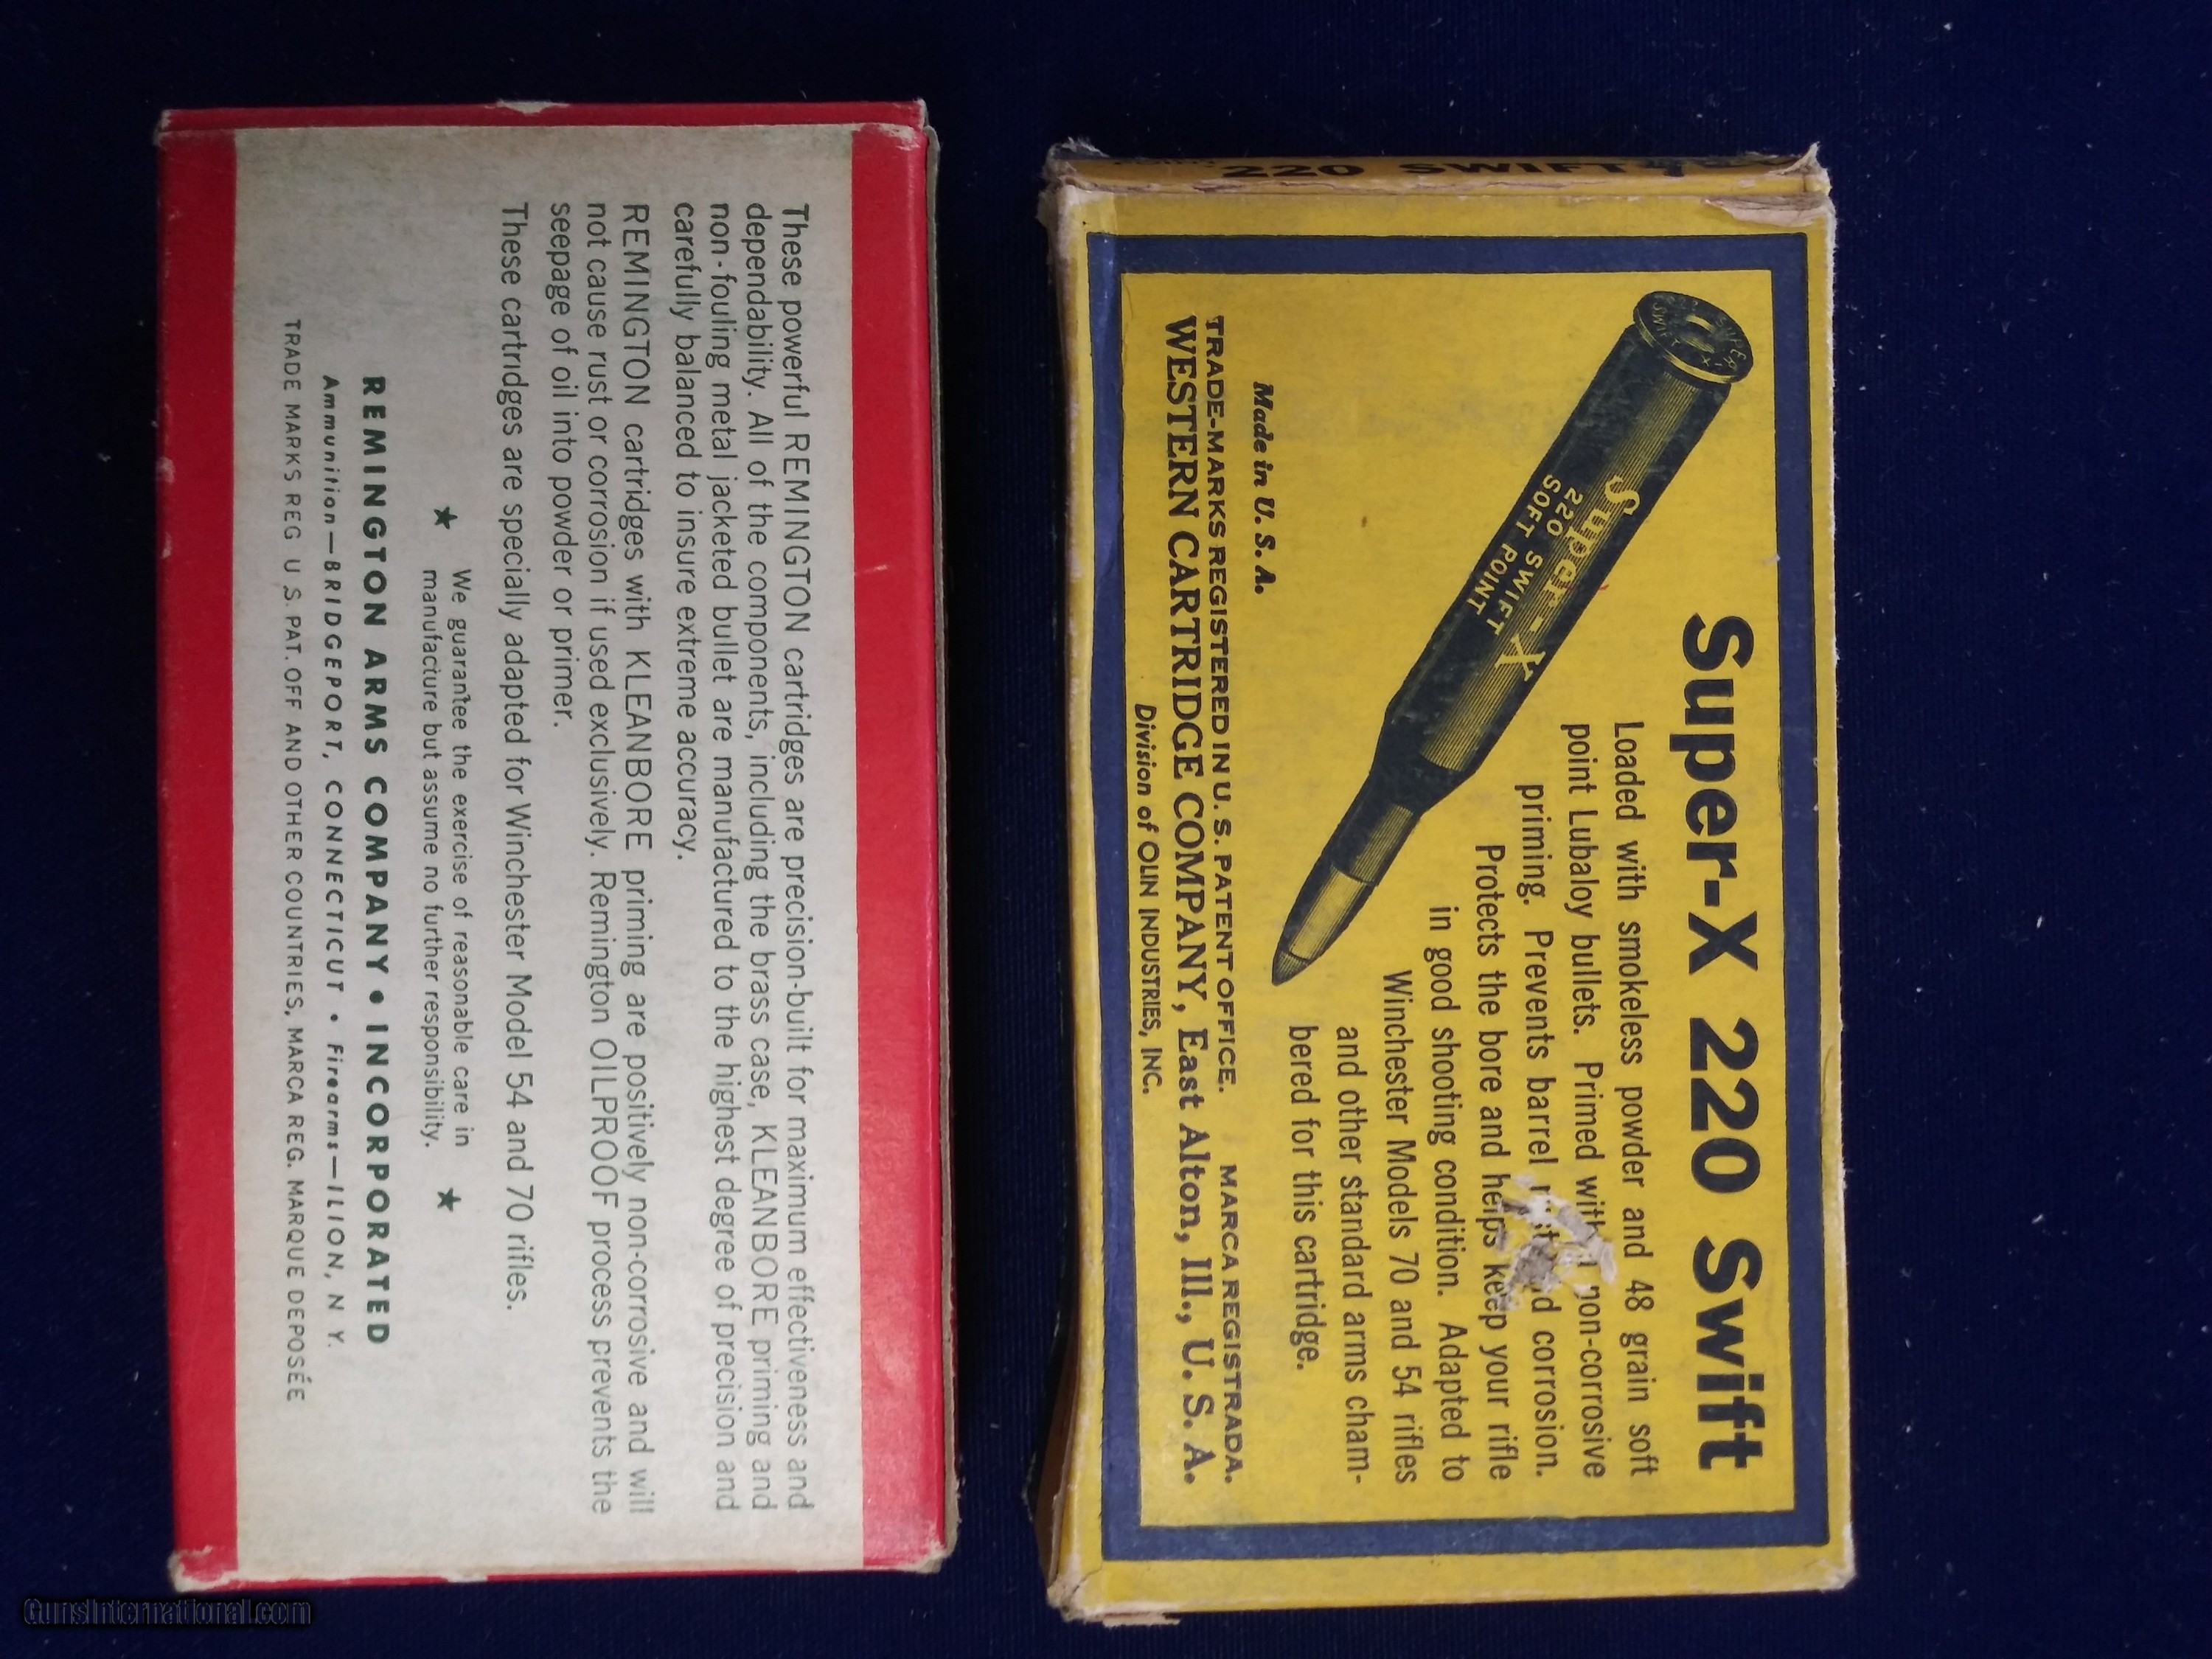 These powerful REMINGTON cartridges are precision-built for maximum effectiveness and
dependability. All of the components, including the brass case, KLEANBORE priming and
non-fouling metal jacketed bullet are manufactured to the highest degree of precision and
carefully balanced to insure extreme accuracy.
REMINGTON cartridges with KLEANBORE priming are positively non-corrosive and will
not cause rust or corrosion if used exclusively. Remington OILPROOF process prevents the
seepage of oil into powder or primer.
These cartridges are specially adapted for Winchester Model 54 and 70 rifles.
★ We guarantee the exercise of reasonable care in
manufacture but assume no further responsibility. ★
REMINGTON ARMS COMPANY • INCORPORATED
Ammunition—BRIDGEPORT, CONNECTICUT • Firearms—ILION, N Y.
TRADE MARKS REG U S. PAT. OFF AND OTHER COUNTRIES, MARCA REG. MARQUE DEPOSÉE
220 SWIFT
Super-X 220 Swift
Loaded with smokeless powder and 48 grain soft
point Lubaloy bullets. Primed with non-corrosive
priming. Prevents barrel corrosion.
Protects the bore and helps keep your rifle
in good shooting condition. Adapted to
Winchester Models 70 and 54 rifles
and other standard arms cham-
bered for this cartridge.
SUPER X
SWIFT
Super-X
220 SWIFT
SOFT POINT
Made in U. S. A.
TRADE-MARKS REGISTERED IN U. S. PATENT OFFICE. MARCA REGISTRADA.
WESTERN CARTRIDGE COMPANY, East Alton, Ill., U. S. A.
Division of OLIN INDUSTRIES, INC.
GunsInternational.com